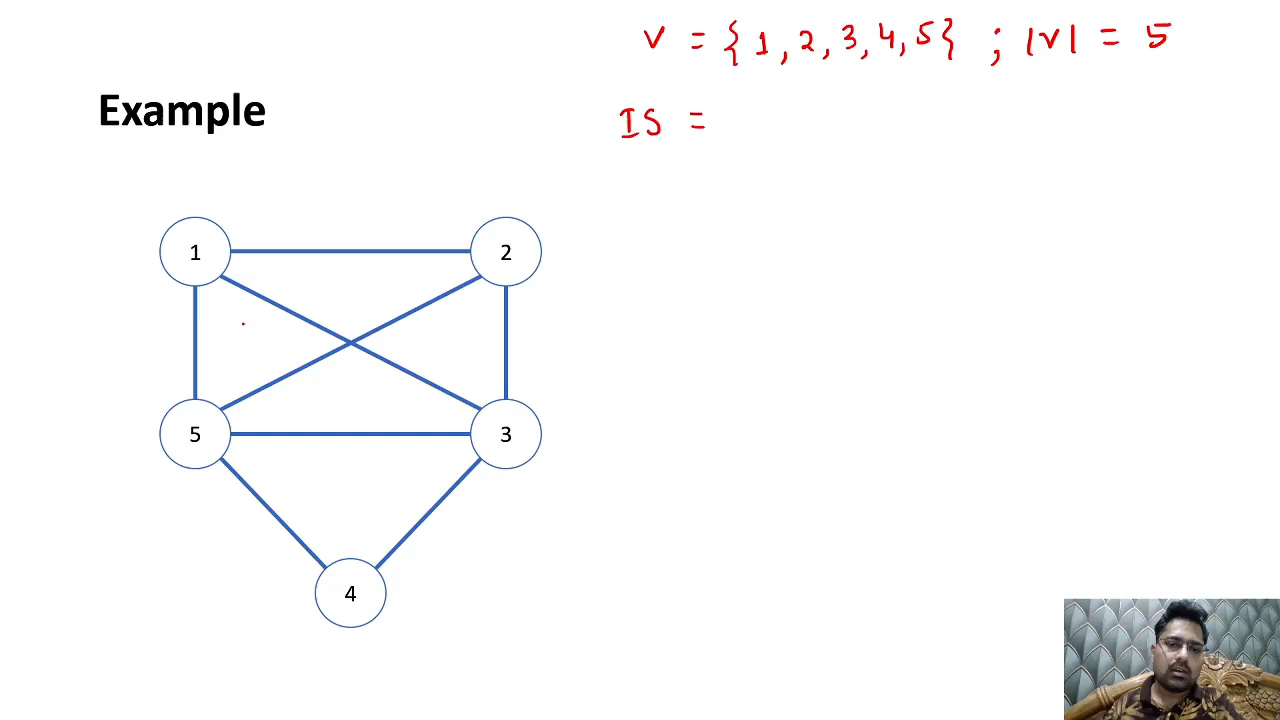 V = {1, 2, 3, 4, 5} ; |V| = 5
Example
IS =
1
2
5
3
4